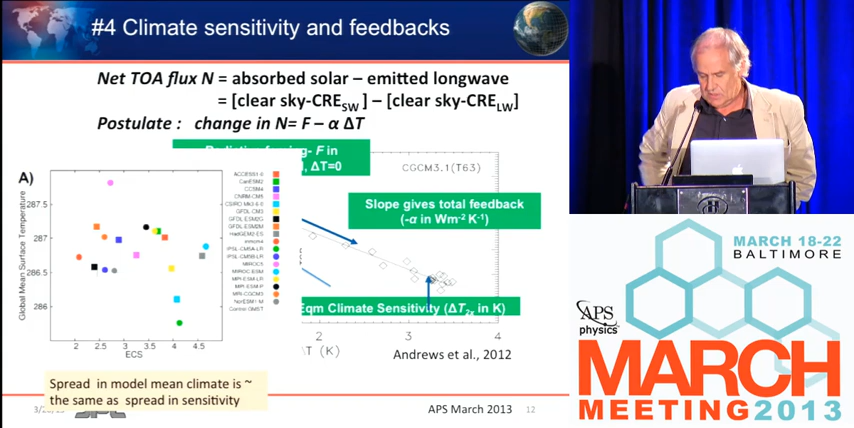 #4 Climate sensitivity and feedbacks
Net TOA flux N = absorbed solar – emitted longwave
= [clear sky-CRE_SW] – [clear sky-CRE_LW]
Postulate : change in N= F – α ΔT
F in
, ΔT=0
CGCM3.1(T63)
Slope gives total feedback
(-α in Wm⁻² K⁻¹)
Eqm Climate Sensitivity (ΔT₂ₓ in K)
2
3
4
ΔT (K)
Andrews et al., 2012
A)
Global Mean Surface Temperature
287.5
287
286.5
286
2
2.5
3
3.5
4
4.5
ECS
ACCESS1-0
CanESM2
CCSM4
CNRM-CM5
CSIRO Mk3-6-0
GFDL CM3
GFDL ESM2G
GFDL ESM2M
HadGEM2-ES
inmcm4
IPSL-CM5A-LR
IPSL-CM5B-LR
MIROC5
MIROC ESM
MPI-ESM-LR
MPI-ESM-P
MRI-CGCM3
NorESM1-M
Control GMST
Spread in model mean climate is ~
the same as spread in sensitivity
APS March 2013
12
MARCH 18-22
BALTIMORE
APS
physics
MARCH
MEETING 2013